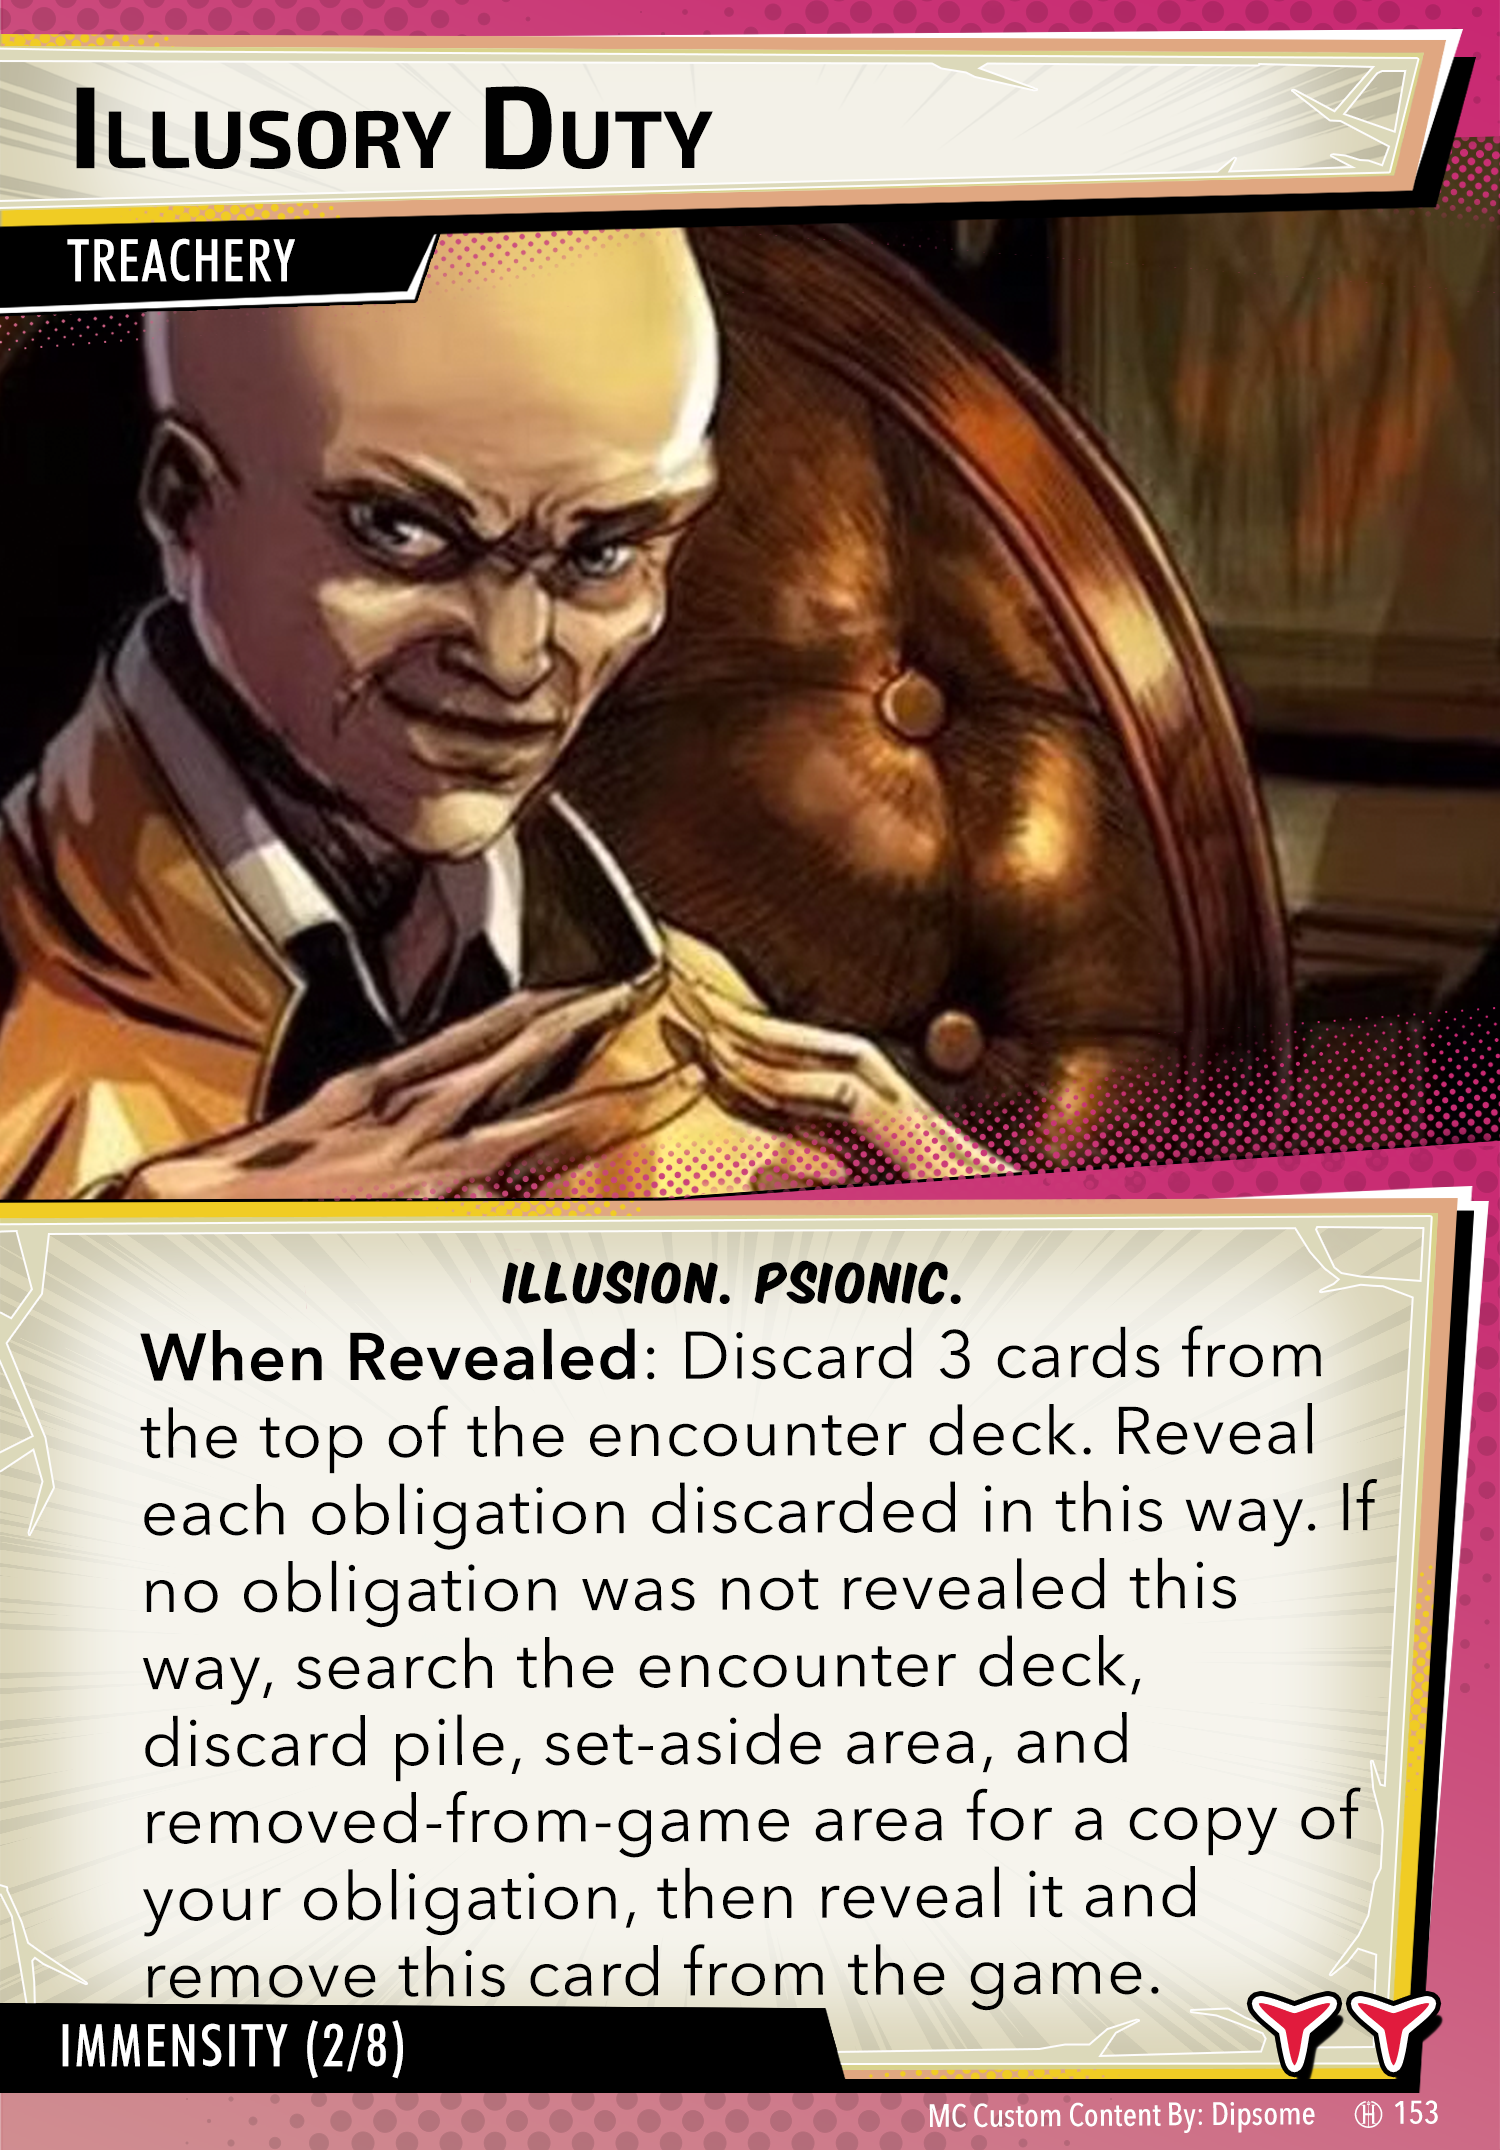 Illusory Duty
TREACHERY
ILLUSION. PSIONIC.
When Revealed: Discard 3 cards from
the top of the encounter deck. Reveal
each obligation discarded in this way. If
no obligation was not revealed this
way, search the encounter deck,
discard pile, set-aside area, and
removed-from-game area for a copy of
your obligation, then reveal it and
remove this card from the game.
IMMENSITY (2/8)
MC Custom Content By: Dipsome 153